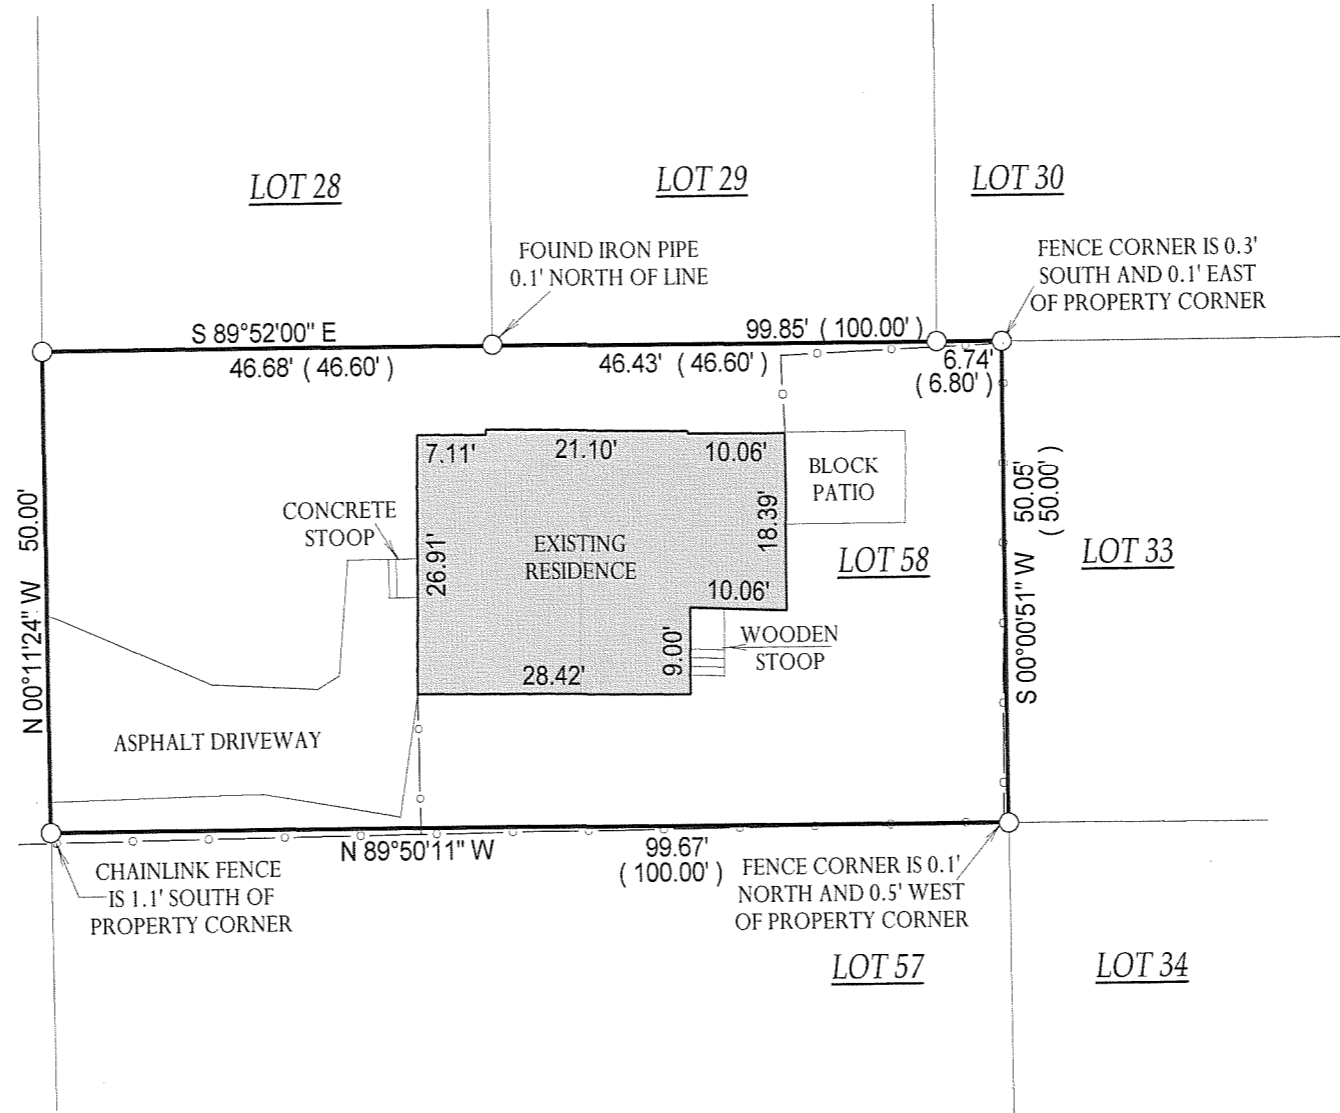 LOT 28
LOT 29
LOT 30
FOUND IRON PIPE
0.1' NORTH OF LINE
FENCE CORNER IS 0.3'
SOUTH AND 0.1' EAST
OF PROPERTY CORNER
S 89°52'00" E
99.85' ( 100.00' )
46.68' ( 46.60' )
46.43' ( 46.60' )
6.74'
( 6.80' )
7.11'
21.10'
10.06'
BLOCK
PATIO
CONCRETE
STOOP
26.91'
EXISTING
RESIDENCE
18.39'
LOT 58
N 00°11'24" W 50.00'
S 00°00'51" W 50.05'
( 50.00' )
LOT 33
10.06'
9.00'
WOODEN
STOOP
28.42'
ASPHALT DRIVEWAY
N 89°50'11" W
99.67'
( 100.00' )
CHAINLINK FENCE
IS 1.1' SOUTH OF
PROPERTY CORNER
FENCE CORNER IS 0.1'
NORTH AND 0.5' WEST
OF PROPERTY CORNER
LOT 57
LOT 34